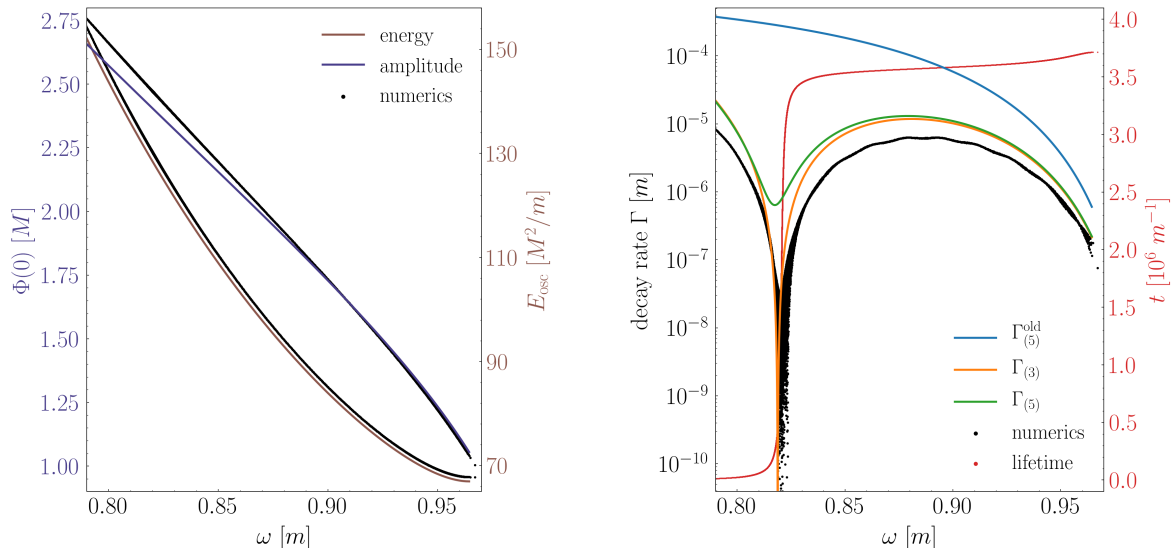 2.75
2.50
2.25
2.00
1.75
1.50
1.25
1.00
Φ(0) [M]
energy
amplitude
numerics
150
130
110
90
70
E_osc [M²/m]
0.80 0.85 0.90 0.95
ω [m]
10⁻⁴
10⁻⁵
10⁻⁶
10⁻⁷
10⁻⁸
10⁻⁹
10⁻¹⁰
decay rate Γ [m]
Γ^old_(5)
Γ_(3)
Γ_(5)
numerics
lifetime
4.0
3.5
3.0
2.5
2.0
1.5
1.0
0.5
0.0
t [10⁶ m⁻¹]
0.80 0.85 0.90 0.95
ω [m]